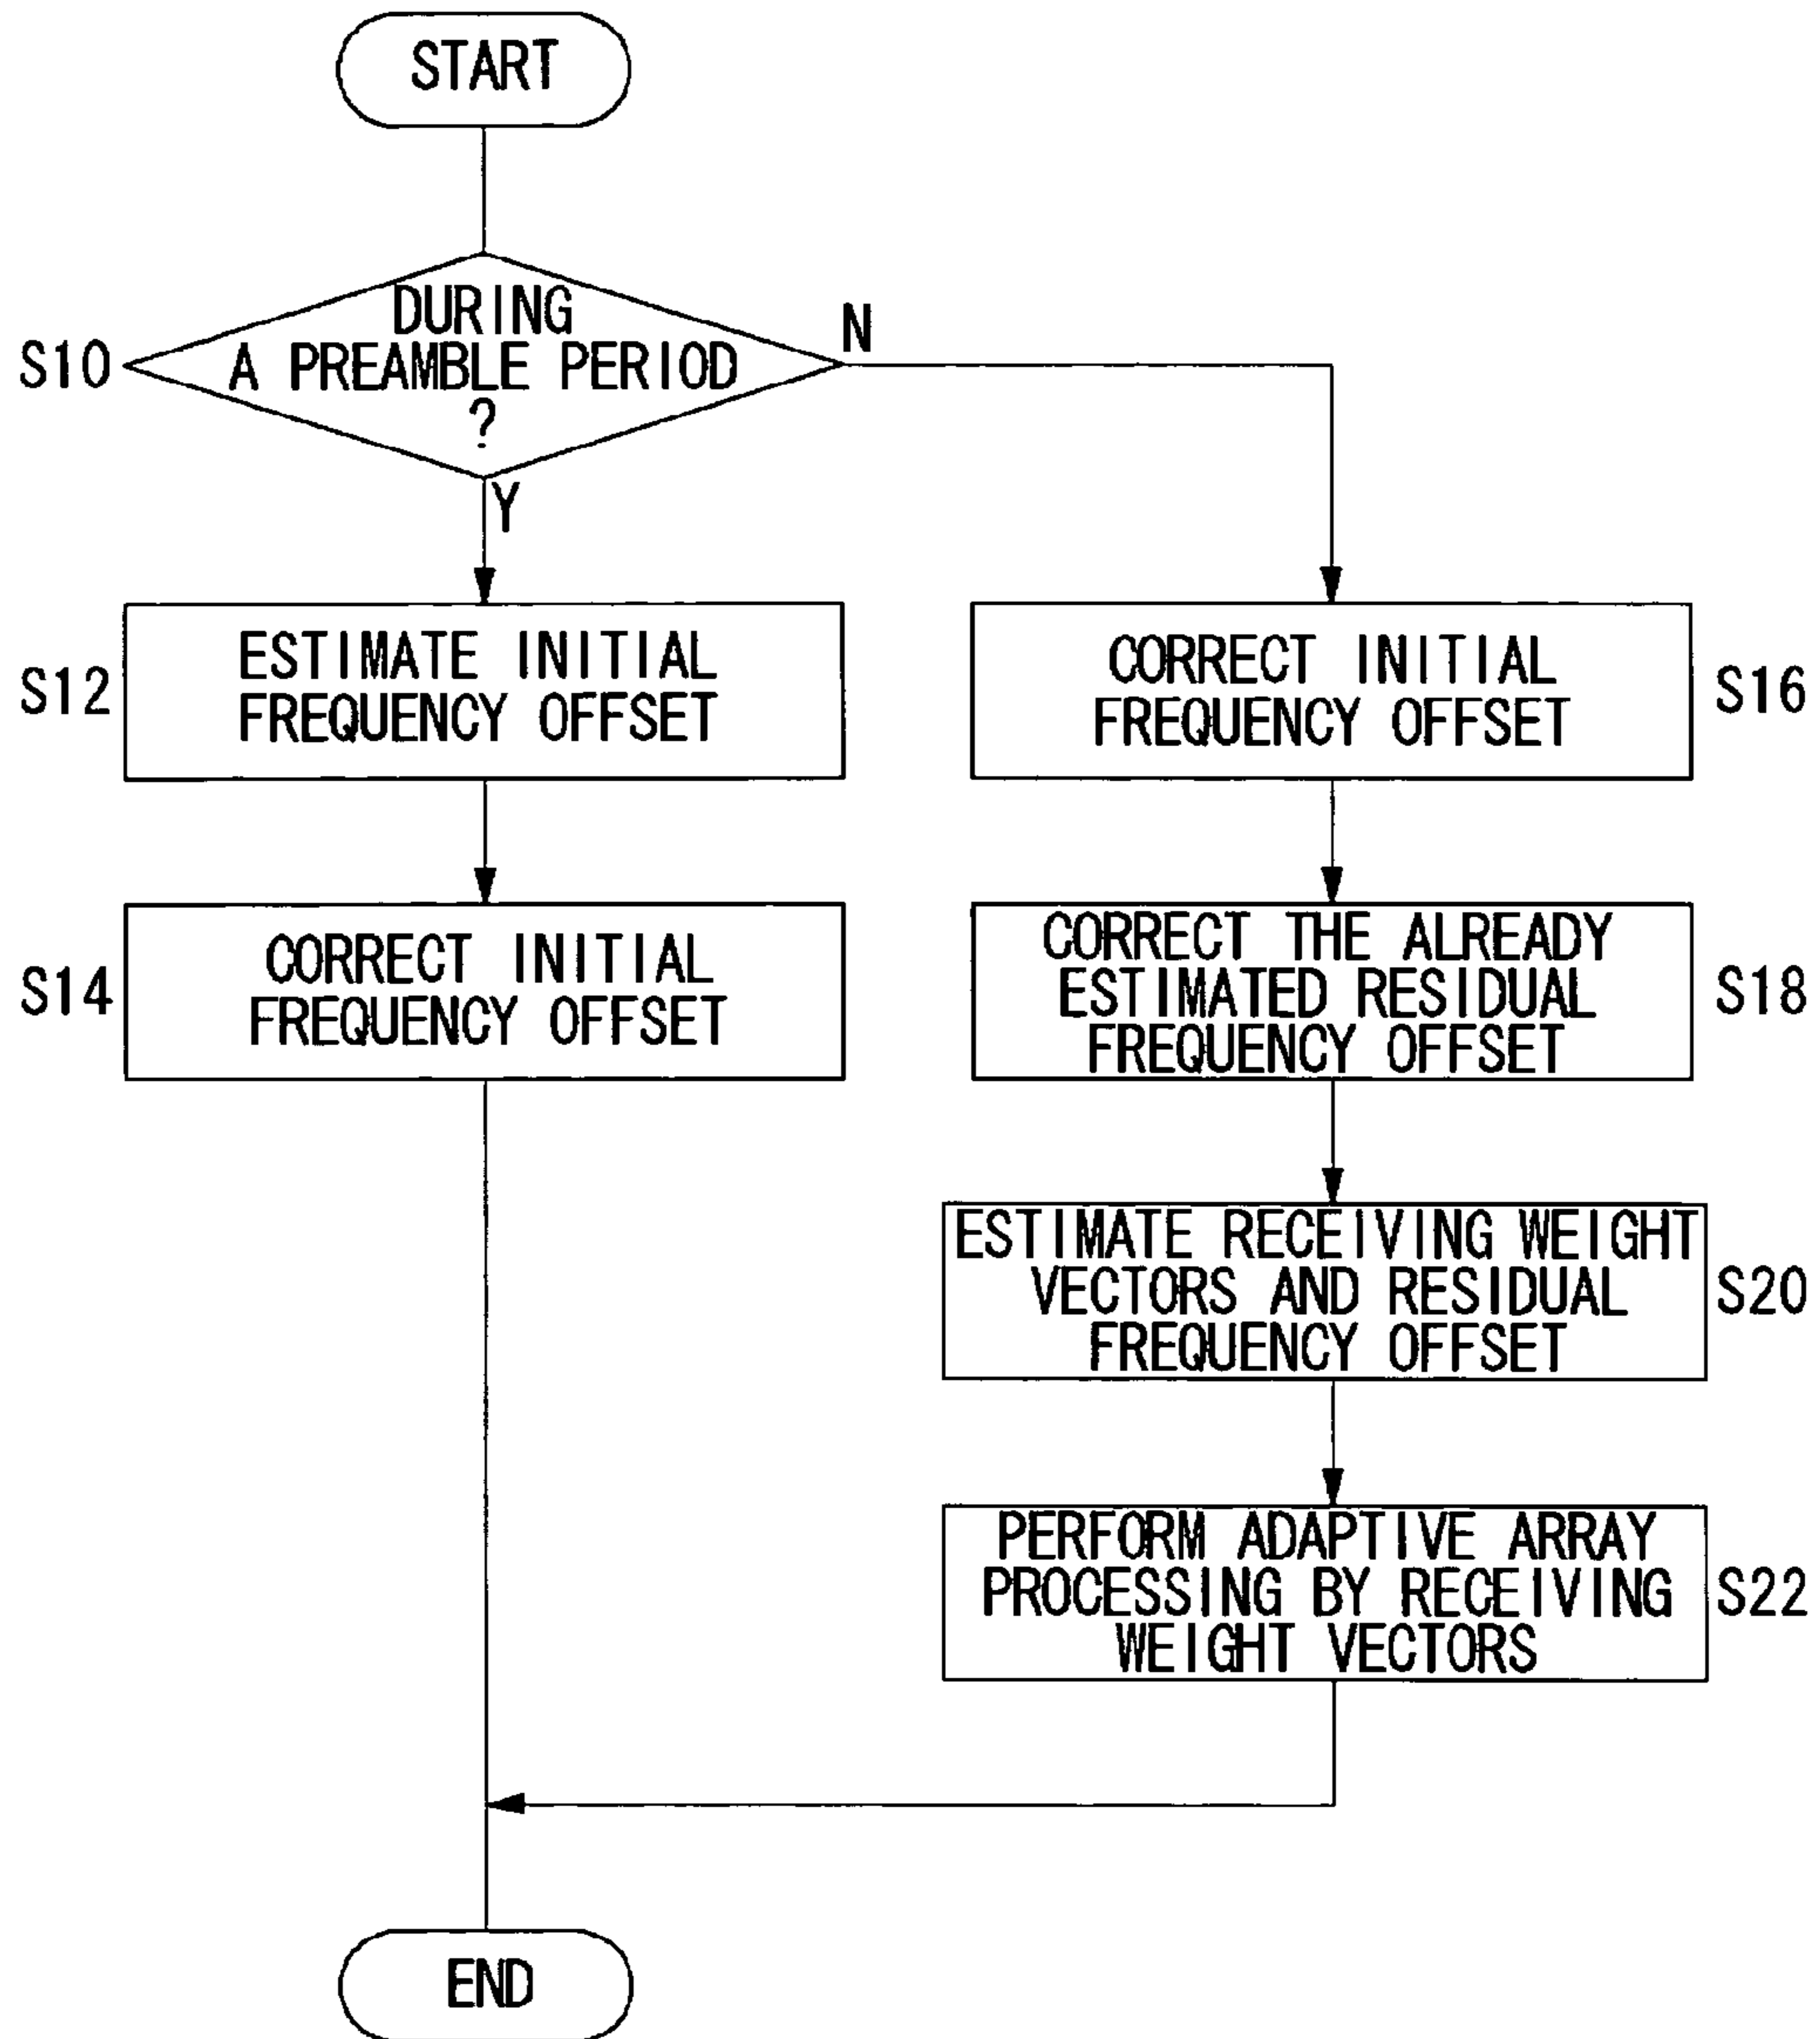 START
DURING
A PREAMBLE PERIOD
?
S10
N
Y
S12
ESTIMATE INITIAL
FREQUENCY OFFSET
S14
CORRECT INITIAL
FREQUENCY OFFSET
CORRECT INITIAL
FREQUENCY OFFSET
S16
CORRECT THE ALREADY
ESTIMATED RESIDUAL
FREQUENCY OFFSET
S18
ESTIMATE RECEIVING WEIGHT
VECTORS AND RESIDUAL
FREQUENCY OFFSET
S20
PERFORM ADAPTIVE ARRAY
PROCESSING BY RECEIVING
WEIGHT VECTORS
S22
END